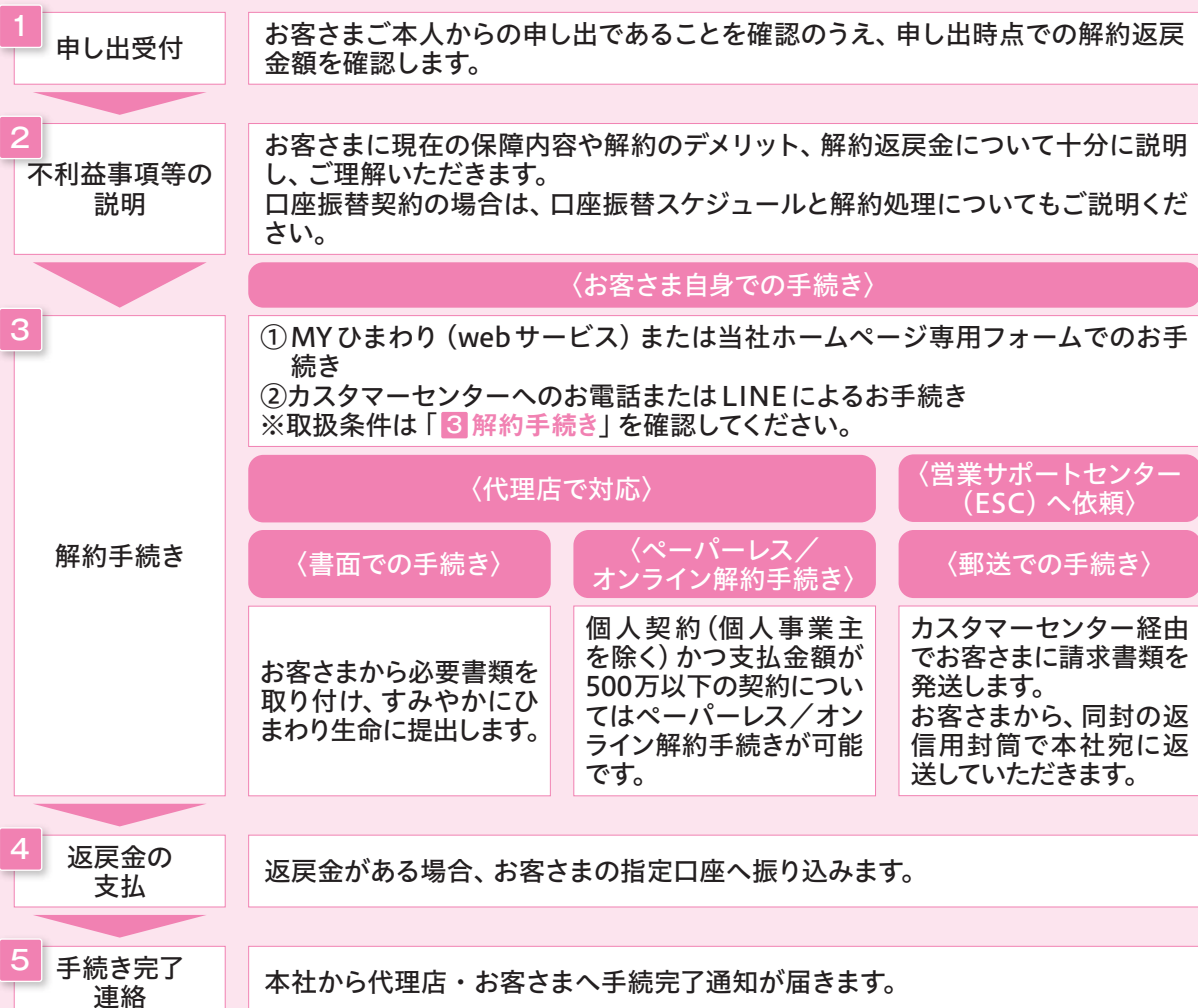 1
申し出受付
お客さまご本人からの申し出であることを確認のうえ、申し出時点での解約返戻
金額を確認します。
2
不利益事項等の
説明
お客さまに現在の保障内容や解約のデメリット、解約返戻金について十分に説明
し、ご理解いただきます。
口座振替契約の場合は、口座振替スケジュールと解約処理についてもご説明くだ
さい。
〈お客さま自身での手続き〉
3
解約手続き
①MYひまわり（webサービス）または当社ホームページ専用フォームでのお手
続き
②カスタマーセンターへのお電話またはLINEによるお手続き
※取扱条件は「3解約手続き」を確認してください。
〈代理店で対応〉
〈書面での手続き〉
お客さまから必要書類を
取り付け、すみやかにひ
まわり生命に提出します。
〈ペーパーレス／
オンライン解約手続き〉
個人契約（個人事業主
を除く）かつ支払金額が
500万以下の契約につい
てはペーパーレス／オン
ライン解約手続きが可能
です。
〈営業サポートセンター
（ESC）へ依頼〉
〈郵送での手続き〉
カスタマーセンター経由
でお客さまに請求書類を
発送します。
お客さまから、同封の返
信用封筒で本社宛に返
送していただきます。
4
返戻金の
支払
返戻金がある場合、お客さまの指定口座へ振り込みます。
5
手続き完了
連絡
本社から代理店・お客さまへ手続完了通知が届きます。